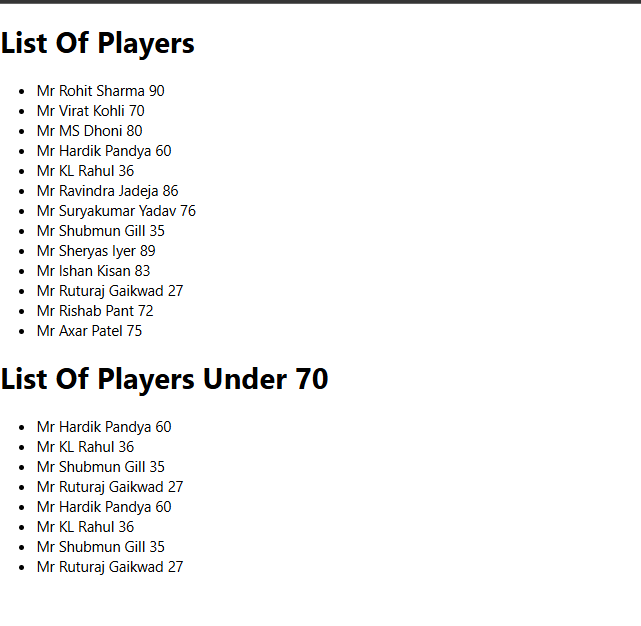 List Of Players
Mr Rohit Sharma 90
Mr Virat Kohli 70
Mr MS Dhoni 80
Mr Hardik Pandya 60
Mr KL Rahul 36
Mr Ravindra Jadeja 86
Mr Suryakumar Yadav 76
Mr Shubmun Gill 35
Mr Sheryas Iyer 89
Mr Ishan Kisan 83
Mr Ruturaj Gaikwad 27
Mr Rishab Pant 72
Mr Axar Patel 75
List Of Players Under 70
Mr Hardik Pandya 60
Mr KL Rahul 36
Mr Shubmun Gill 35
Mr Ruturaj Gaikwad 27
Mr Hardik Pandya 60
Mr KL Rahul 36
Mr Shubmun Gill 35
Mr Ruturaj Gaikwad 27